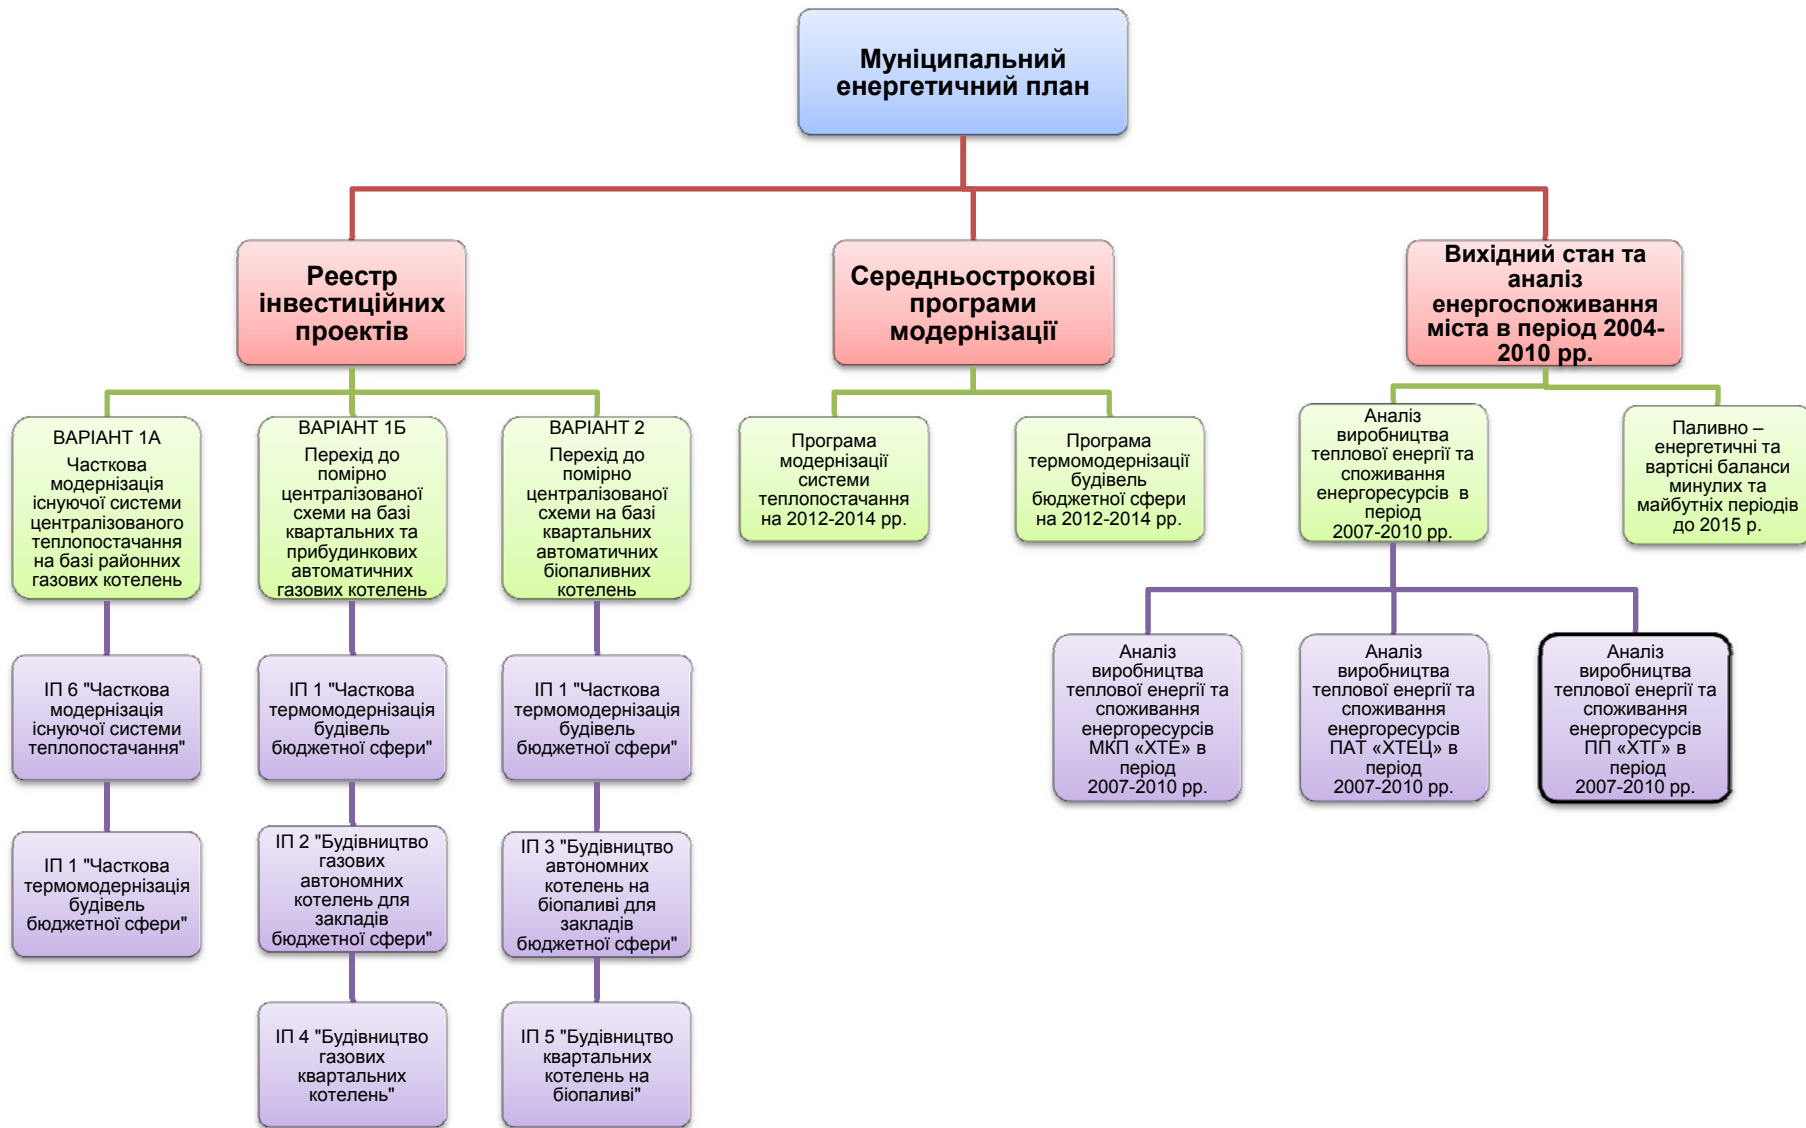 Муніципальний
енергетичний план
Реестр
інвестиційних
проектів
Середньострокові
програми
модернізації
Вихідний стан та
аналіз
енергоспоживання
міста в період 2004-
2010 рр.
ВАРІАНТ 1А
Часткова
модернізація
існуючої системи
централізованого
теплопостачання
на базі районних
газових котелень
ВАРІАНТ 1Б
Перехід до
помірно
централізованої
схеми на базі
квартальних та
прибудинкових
автоматичних
газових котелень
ВАРІАНТ 2
Перехід до
помірно
централізованої
схеми на базі
квартальних
автоматичних
біопаливних
котелень
Програма
модернізації
системи
теплопостачання
на 2012-2014 рр.
Програма
термомодернізації
будівель
бюджетної сфери
на 2012-2014 рр.
Аналіз
виробництва
теплової енергії та
споживання
енергоресурсів в
період
2007-2010 рр.
Паливно –
енергетичні та
вартісні баланси
минулих та
майбутніх періодів
до 2015 р.
ІП 6 "Часткова
модернізація
існуючої системи
теплопостачання"
ІП 1 "Часткова
термомодернізація
будівель
бюджетної сфери"
ІП 1 "Часткова
термомодернізація
будівель
бюджетної сфери"
Аналіз
виробництва
теплової енергії та
споживання
енергоресурсів
МКП «ХТЕ» в
період
2007-2010 рр.
Аналіз
виробництва
теплової енергії та
споживання
енергоресурсів
ПАТ «ХТЕЦ» в
період
2007-2010 рр.
Аналіз
виробництва
теплової енергії та
споживання
енергоресурсів
ПП «ХТГ» в
період
2007-2010 рр.
ІП 1 "Часткова
термомодернізація
будівель
бюджетної сфери"
ІП 2 "Будівництво
газових
автономних
котелень для
закладів
бюджетної сфери"
ІП 3 "Будівництво
автономних
котелень на
біопаливі для
закладів
бюджетної сфери"
ІП 4 "Будівництво
газових
квартальних
котелень"
ІП 5 "Будівництво
квартальних
котелень на
біопаливі"